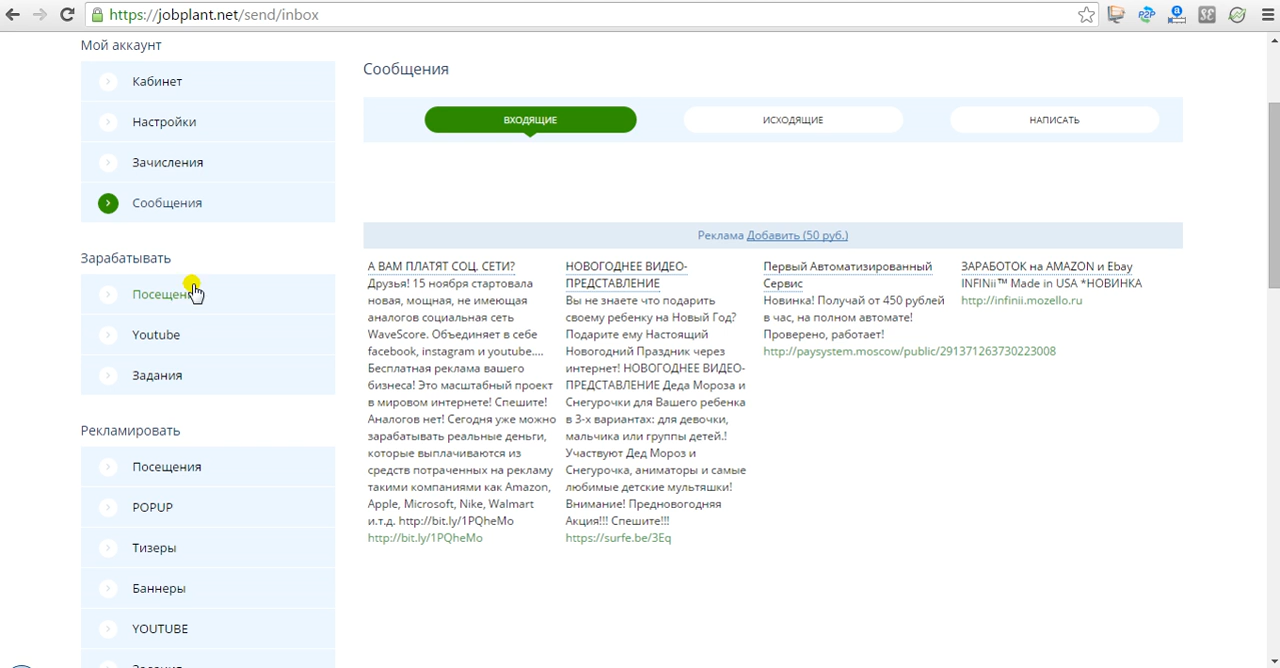 https://jobplant.net/send/inbox
Мой аккаунт
Кабинет
Настройки
Зачисления
Сообщения
Зарабатывать
Youtube
Задания
Рекламировать
Посещения
POPUP
Тизеры
Баннеры
YOUTUBE
Сообщения
ВХОДЯЩИЕ
ИСХОДЯЩИЕ
НАПИСАТЬ
Реклама Добавить (50 руб.)
А ВАМ ПЛАТЯТ СОЦ. СЕТИ?
Друзья! 15 ноября стартовала
новая, мощная, не имеющая
аналогов социальная сеть
WaveScore. Объединяет в себе
facebook, instagram и youtube....
Бесплатная реклама вашего
бизнеса! Это масштабный проект
в мировом интернете! Спешите!
Аналогов нет! Сегодня уже можно
зарабатывать реальные деньги,
которые выплачиваются из
средств потраченных на рекламу
такими компаниями как Amazon,
Apple, Microsoft, Nike, Walmart
и.т.д. http://bit.ly/1PQheMo
http://bit.ly/1PQheMo
НОВОГОДНЕЕ ВИДЕО-
ПРЕДСТАВЛЕНИЕ
Вы не знаете что подарить
своему ребенку на Новый Год?
Подарите ему Настоящий
Новогодний Праздник через
интернет! НОВОГОДНЕЕ ВИДЕО-
ПРЕДСТАВЛЕНИЕ Деда Мороза и
Снегурочки для Вашего ребенка
в 3-х вариантах: для девочки,
мальчика или группы детей.!
Участвуют Дед Мороз и
Снегурочка, аниматоры и самые
любимые детские мультяшки!
Внимание! Предновогодняя
Акция!!! Спешите!!!
https://surfe.be/3Eq
Первый Автоматизированный
Сервис
Новинка! Получай от 450 рублей
в час, на полном автомате!
Проверено, работает!
http://paysystem.moscow/public/291371263730223008
ЗАРАБОТОК на AMAZON и Ebay
INFINii™ Made in USA *НОВИНКА
http://infinii.mozello.ru